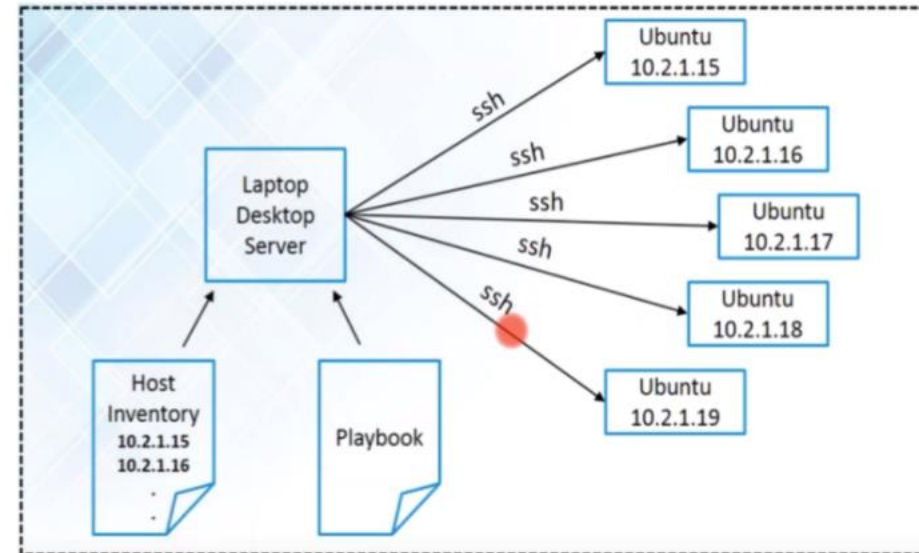 Ubuntu
10.2.1.15
ssh
Ubuntu
10.2.1.16
ssh
Laptop
Desktop
Server
ssh
Ubuntu
10.2.1.17
ssh
Ubuntu
10.2.1.18
ssh
Ubuntu
10.2.1.19
Host
Inventory
10.2.1.15
10.2.1.16
.
.
Playbook